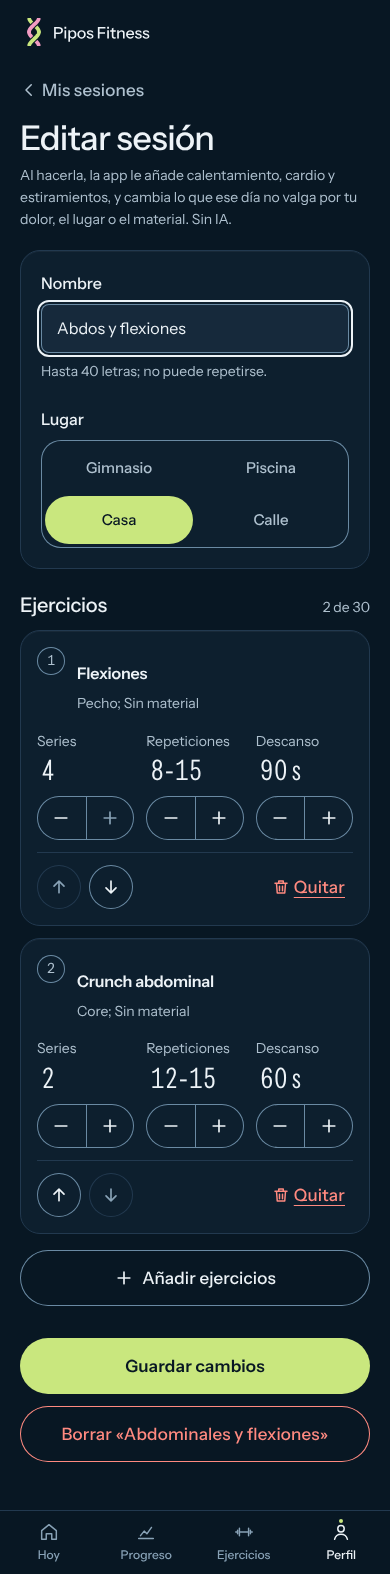 Pipos Fitness
Mis sesiones
Editar sesión
Al hacerla, la app le añade calentamiento, cardio y
estiramientos, y cambia lo que ese día no valga por tu
dolor, el lugar o el material. Sin IA.
Nombre
Abdos y flexiones
Hasta 40 letras; no puede repetirse.
Lugar
Gimnasio Piscina
Casa Calle
Ejercicios 2 de 30
1
Flexiones
Pecho; Sin material
Series Repeticiones Descanso
4 8-15 90 s
− + − + − +
↑ ↓ Quitar
2
Crunch abdominal
Core; Sin material
Series Repeticiones Descanso
2 12-15 60 s
− + − + − +
↑ ↓ Quitar
+ Añadir ejercicios
Guardar cambios
Borrar «Abdominales y flexiones»
Hoy Progreso Ejercicios Perfil